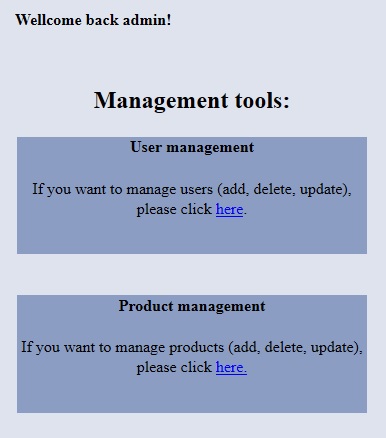 Wellcome back admin!
Management tools:
User management
If you want to manage users (add, delete, update),
please click here.
Product management
If you want to manage products (add, delete, update),
please click here.